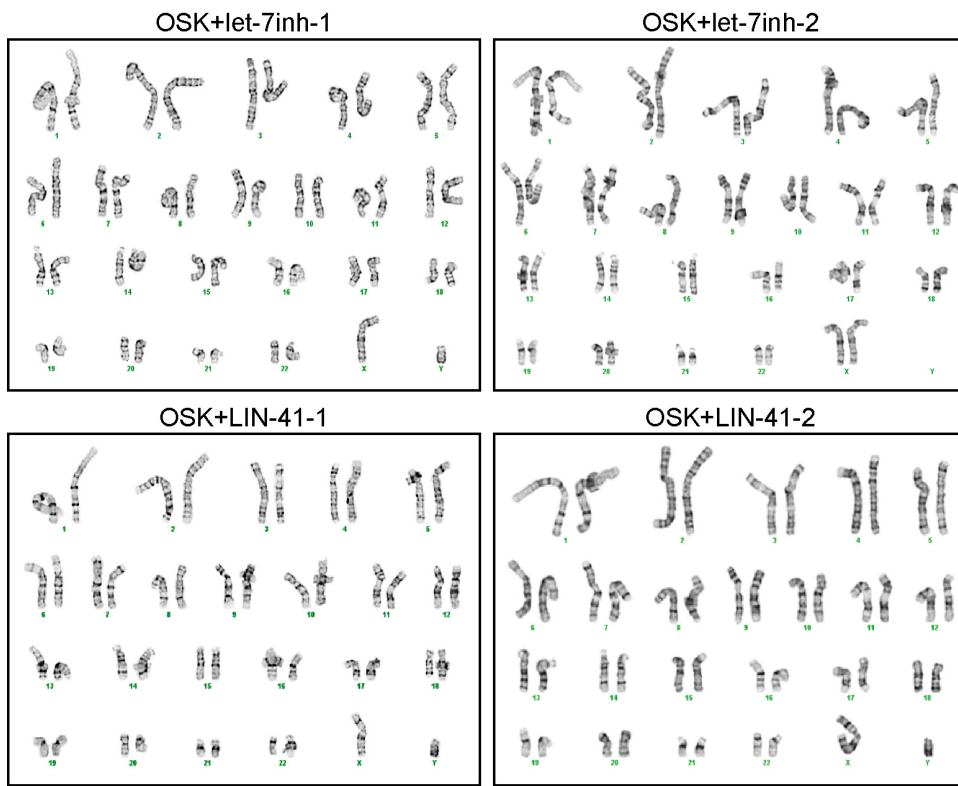 OSK+let-7inh-1
1 2 3 4 5
6 7 8 9 10 11 12
13 14 15 16 17 18
19 20 21 22 X Y
OSK+let-7inh-2
1 2 3 4 5
6 7 8 9 10 11 12
13 14 15 16 17 18
19 20 21 22 X Y
OSK+LIN-41-1
1 2 3 4 5
6 7 8 9 10 11 12
13 14 15 16 17 18
19 20 21 22 X Y
OSK+LIN-41-2
1 2 3 4 5
6 7 8 9 10 11 12
13 14 15 16 17 18
19 20 21 22 X Y